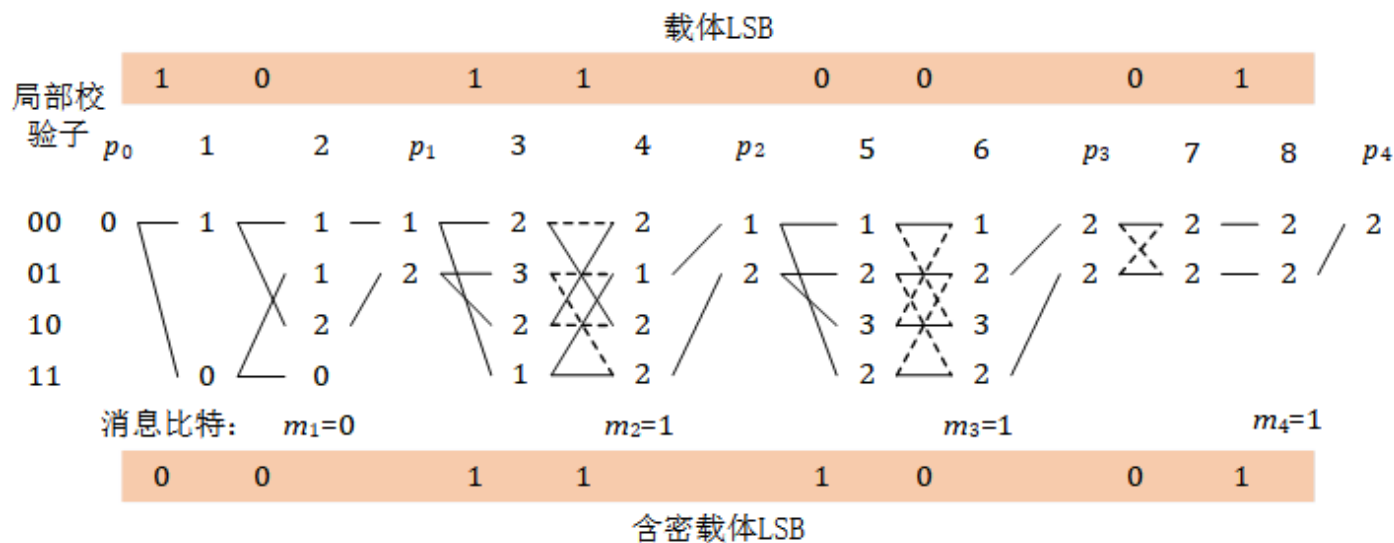 载体LSB
1 0 1 1 0 0 0 1
局部校
验子 p₀ 1 2 p₁ 3 4 p₂ 5 6 p₃ 7 8 p₄
00 0 1 1 1 2 2 1 1 1 2 2 2 2
01 1 2 3 1 2 2 2 2 2 2
10 2 2 2 3 3
11 0 0 1 2 2 2
消息比特： m₁=0 m₂=1 m₃=1 m₄=1
0 0 1 1 1 0 0 1
含密载体LSB